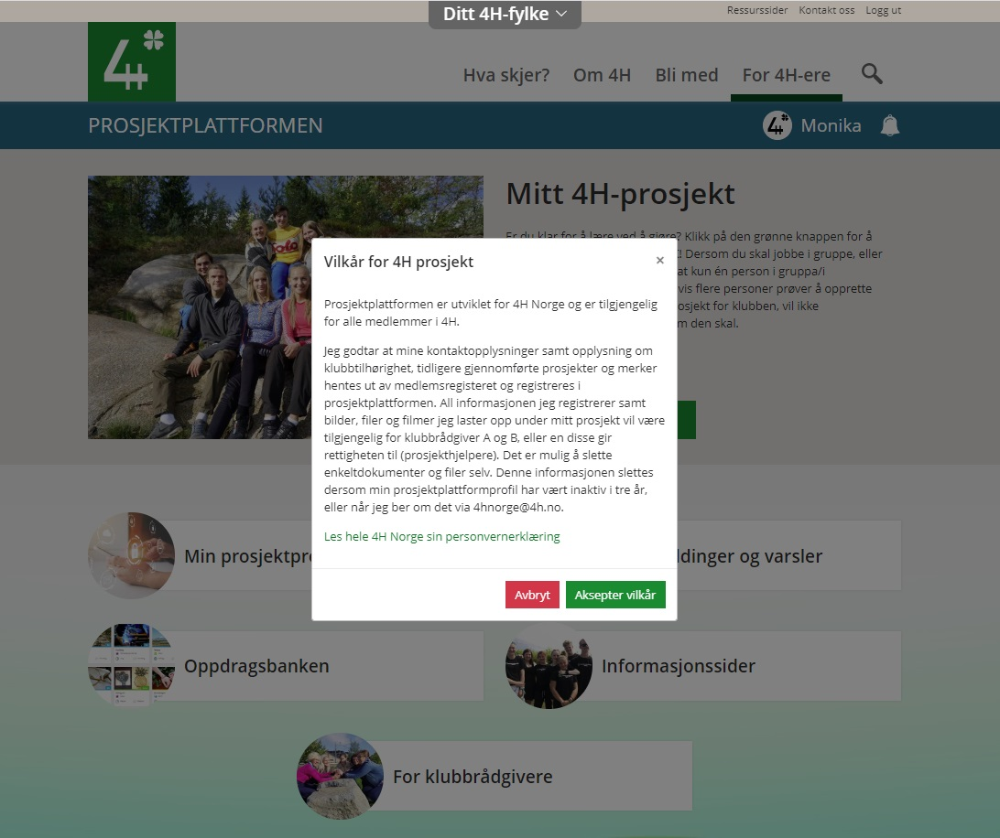 Ditt 4H-fylke
Ressurssider Kontakt oss Logg ut
4H
Hva skjer? Om 4H Bli med For 4H-ere
PROSJEKTPLATTFORMEN
4H Monika
Mitt 4H-prosjekt
Er du klar for å lære ved å gjøre? Klikk på den grønne knappen for å
! Dersom du skal jobbe i gruppe, eller
at kun én person i gruppa/i
vis flere personer prøver å opprette
osjekt for klubben, vil ikke
m den skal.
Vilkår for 4H prosjekt ×
Prosjektplattformen er utviklet for 4H Norge og er tilgjengelig
for alle medlemmer i 4H.
Jeg godtar at mine kontaktopplysninger samt opplysning om
klubbtilhørighet, tidligere gjennomførte prosjekter og merker
hentes ut av medlemsregisteret og registreres i
prosjektplattformen. All informasjonen jeg registrerer samt
bilder, filer og filmer jeg laster opp under mitt prosjekt vil være
tilgjengelig for klubbrådgiver A og B, eller en disse gir
rettigheten til (prosjekthjelpere). Det er mulig å slette
enkeltdokumenter og filer selv. Denne informasjonen slettes
dersom min prosjektplattformprofil har vært inaktiv i tre år,
eller når jeg ber om det via 4hnorge@4h.no.
Les hele 4H Norge sin personvernerklæring
Avbryt Aksepter vilkår
Min prosjektpr
ldinger og varsler
Oppdragsbanken
Informasjonssider
For klubbrådgivere